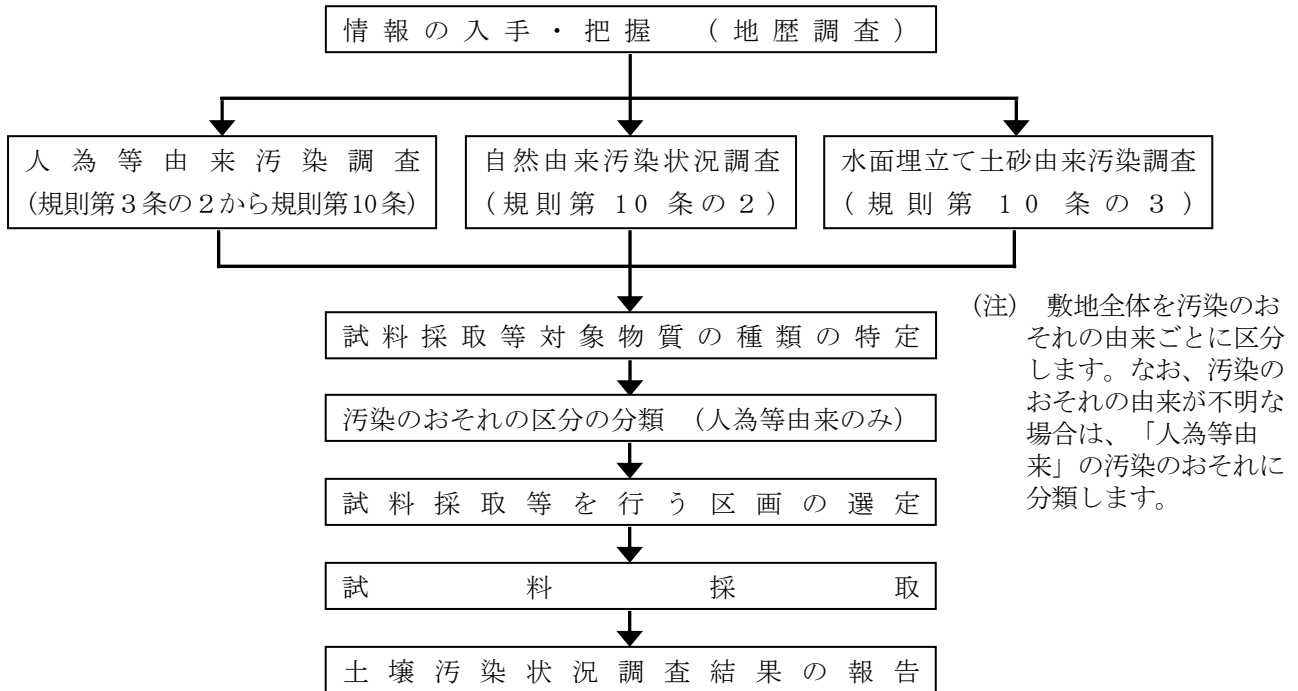 情報の入手・把握 （地歴調査）
人為等由来汚染調査
(規則第３条の２から規則第10条)
自然由来汚染状況調査
（規則第10条の２）
水面埋立て土砂由来汚染調査
（規則第１０条の３）
試料採取等対象物質の種類の特定
汚染のおそれの区分の分類 （人為等由来のみ）
試料採取等を行う区画の選定
試料採取
土壌汚染状況調査結果の報告
(注) 敷地全体を汚染のお
それの由来ごとに区分
します。なお、汚染の
おそれの由来が不明な
場合は、「人為等由
来」の汚染のおそれに
分類します。